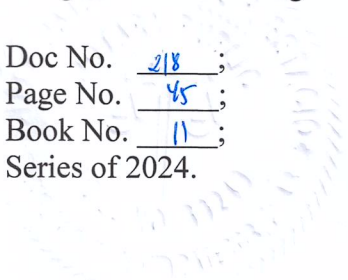 Doc No. 218;
Page No. 45;
Book No. 11;
Series of 2024.